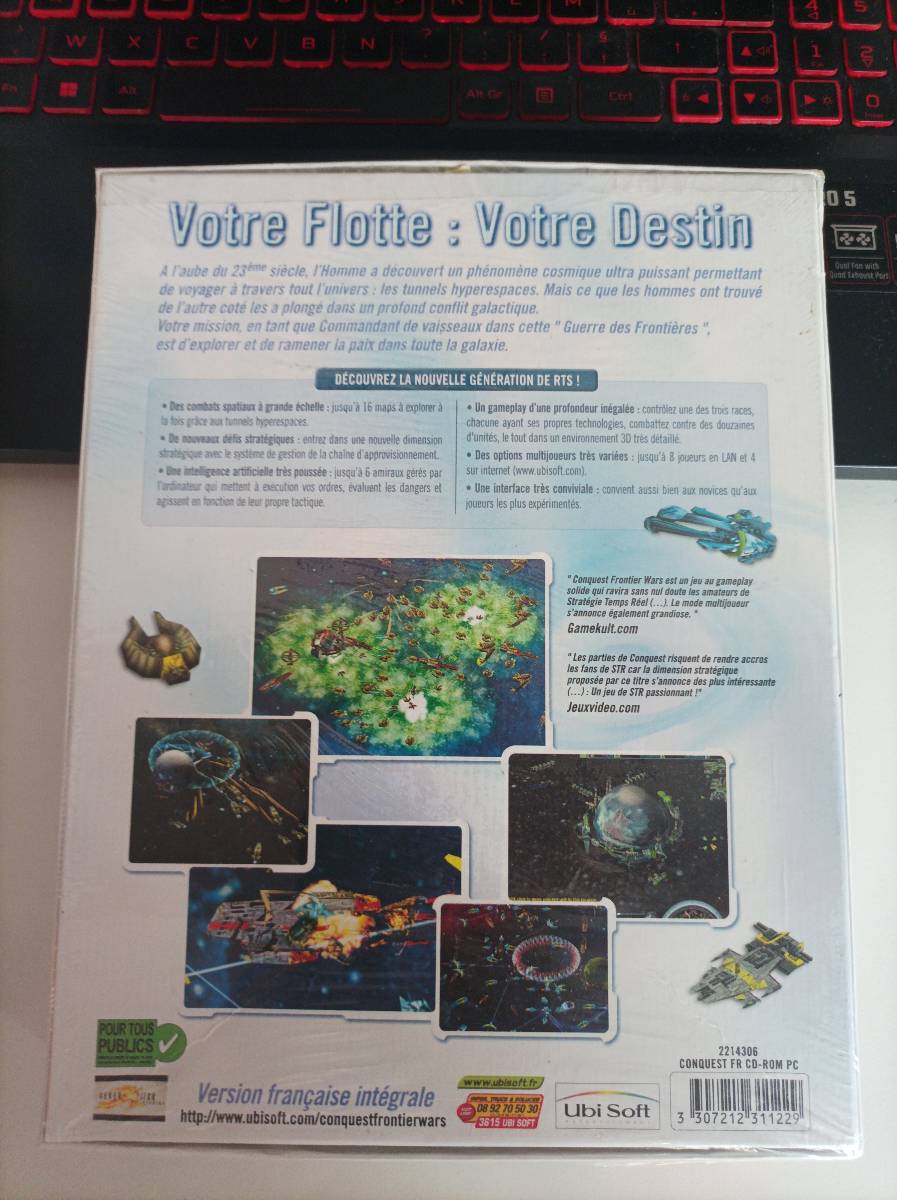 W X C V B N ? . / § ↑ ▲ 1 2
Fn Alt Alt Gr Ctrl 0
Votre Flotte : Votre Destin
A l'aube du 23ème siècle, l'Homme a découvert un phénomène cosmique ultra puissant permettant
de voyager à travers tout l'univers : les tunnels hyperespaces. Mais ce que les hommes ont trouvé
de l'autre coté les a plongé dans un profond conflit galactique.
Votre mission, en tant que Commandant de vaisseaux dans cette " Guerre des Frontières ",
est d'explorer et de ramener la paix dans toute la galaxie.
DÉCOUVREZ LA NOUVELLE GÉNÉRATION DE RTS !
• Des combats spatiaux à grande échelle : jusqu'à 16 maps à explorer à
la fois grâce aux tunnels hyperespaces.
• De nouveaux défis stratégiques : entrez dans une nouvelle dimension
stratégique avec le système de gestion de la chaîne d'approvisionnement.
• Une intelligence artificielle très poussée : jusqu'à 6 amiraux gérés par
l'ordinateur qui mettent à exécution vos ordres, évaluent les dangers et
agissent en fonction de leur propre tactique.
• Un gameplay d'une profondeur inégalée : contrôlez une des trois races,
chacune ayant ses propres technologies, combattez contre des douzaines
d'unités, le tout dans un environnement 3D très détaillé.
• Des options multijoueurs très variées : jusqu'à 8 joueurs en LAN et 4
sur internet (www.ubisoft.com).
• Une interface très conviviale : convient aussi bien aux novices qu'aux
joueurs les plus expérimentés.
" Conquest Frontier Wars est un jeu au gameplay
solide qui ravira sans nul doute les amateurs de
Stratégie Temps Réel (...). Le mode multijoueur
s'annonce également grandiose. "
Gamekult.com
"Les parties de Conquest risquent de rendre accros
les fans de STR car la dimension stratégique
proposée par ce titre s'annonce des plus intéressante
(...) : Un jeu de STR passionnant !"
Jeuxvideo.com
RO 5
Dual Fan with
Quad Exhaust Port
POUR TOUS
PUBLICS
Version française intégrale
http://www.ubisoft.com/conquestfrontierwars
www.ubisoft.fr
08 92 70 50 30
3615 UBI SOFT
Ubi Soft
ENTERTAINMENT
2214306
CONQUEST FR CD-ROM PC
3 307212 311229